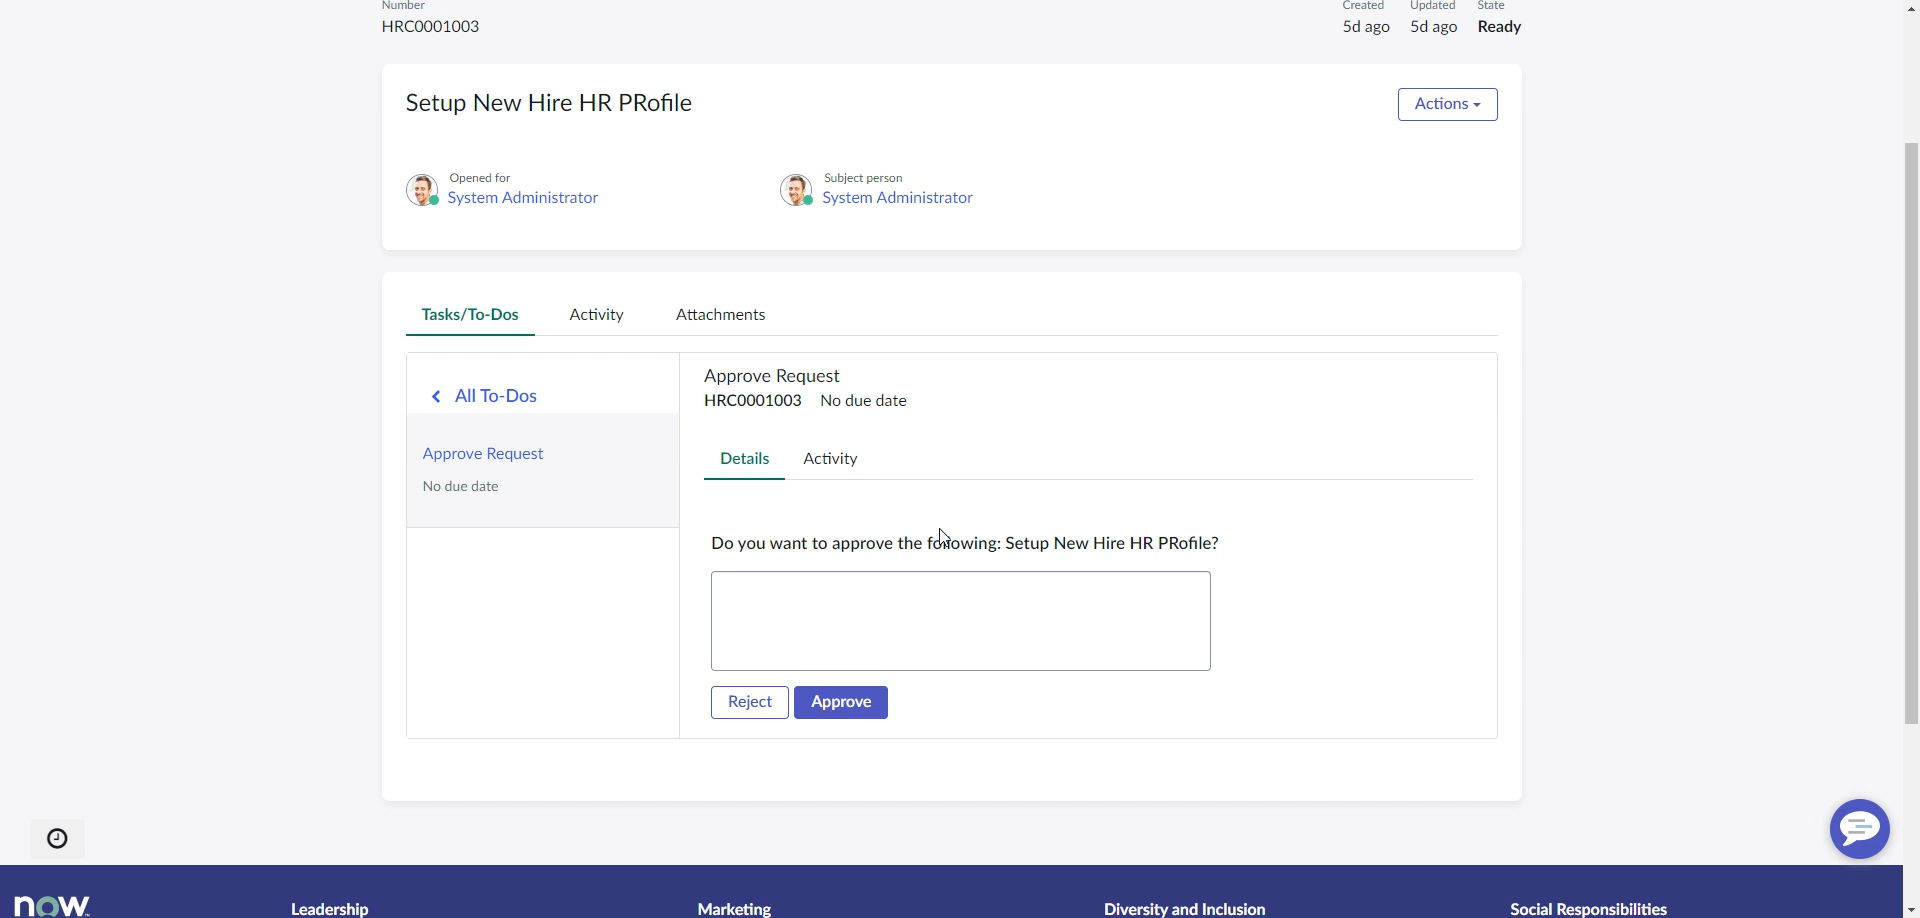 Number
Created Updated State
HRC0001003
5d ago 5d ago Ready
Setup New Hire HR PRofile
Actions
Opened for
System Administrator
Subject person
System Administrator
Tasks/To-Dos Activity Attachments
All To-Dos
Approve Request
No due date
Approve Request
HRC0001003 No due date
Details Activity
Do you want to approve the following: Setup New Hire HR PRofile?
Reject Approve
now
Leadership Marketing Diversity and Inclusion Social Responsibilities